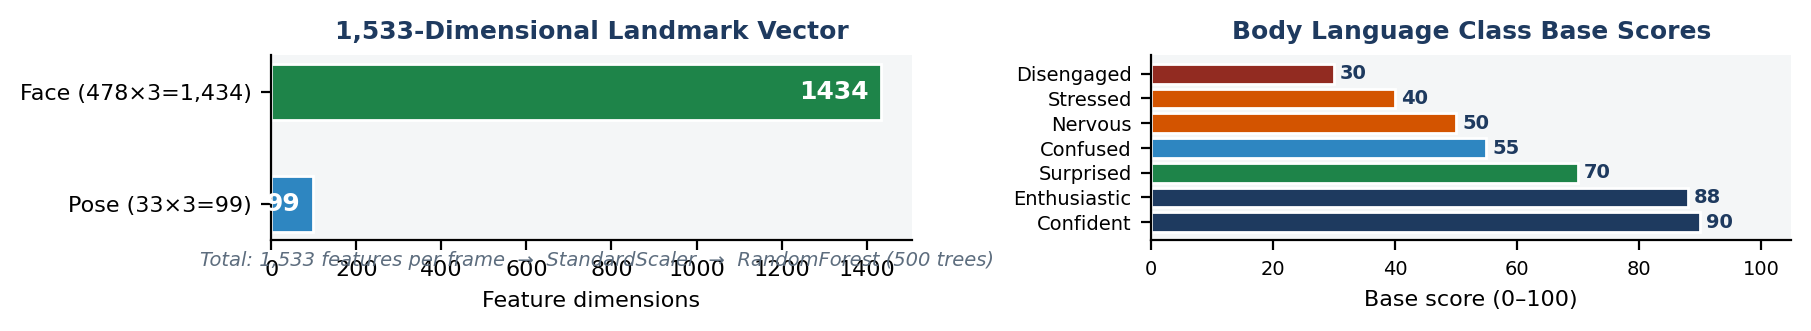 1,533-Dimensional Landmark Vector
Face (478×3=1,434)
1434
Pose (33×3=99)
99
0 200 400 600 800 1000 1200 1400
Total: 1,533 features per frame → StandardScaler → RandomForest (500 trees)
Feature dimensions
Body Language Class Base Scores
Disengaged 30
Stressed 40
Nervous 50
Confused 55
Surprised 70
Enthusiastic 88
Confident 90
0 20 40 60 80 100
Base score (0–100)